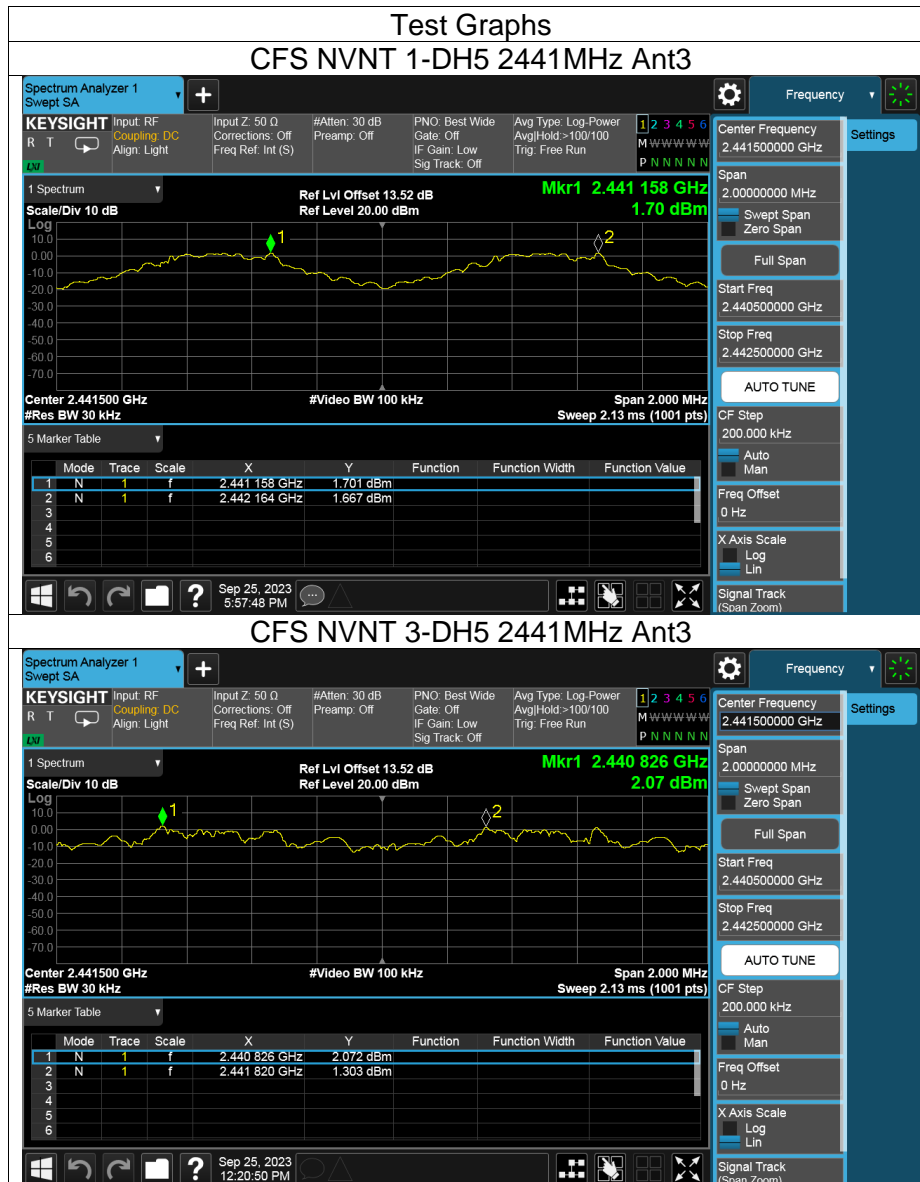 Test Graphs
CFS NVNT 1-DH5 2441MHz Ant3
Spectrum Analyzer 1
Swept SA
+
Frequency
KEYSIGHT
R T
LXI
Input: RF
Coupling: DC
Align: Light
Input Z: 50 Ω
Corrections: Off
Freq Ref: Int (S)
#Atten: 30 dB
Preamp: Off
PNO: Best Wide
Gate: Off
IF Gain: Low
Sig Track: Off
Avg Type: Log-Power
Avg|Hold:>100/100
Trig: Free Run
1 2 3 4 5 6
M W W W W W
P N N N N N
1 Spectrum
Scale/Div 10 dB
Ref Lvl Offset 13.52 dB
Ref Level 20.00 dBm
Mkr1 2.441 158 GHz
1.70 dBm
Log
10.0
0.00
-10.0
-20.0
-30.0
-40.0
-50.0
-60.0
-70.0
1
2
Center 2.441500 GHz
#Res BW 30 kHz
#Video BW 100 kHz
Span 2.000 MHz
Sweep 2.13 ms (1001 pts)
5 Marker Table
Mode Trace Scale X Y Function Function Width Function Value
1 N 1 f 2.441 158 GHz 1.701 dBm
2 N 1 f 2.442 164 GHz 1.667 dBm
3
4
5
6
?
Sep 25, 2023
5:57:48 PM
Center Frequency
2.441500000 GHz
Settings
Span
2.00000000 MHz
Swept Span
Zero Span
Full Span
Start Freq
2.440500000 GHz
Stop Freq
2.442500000 GHz
AUTO TUNE
CF Step
200.000 kHz
Auto
Man
Freq Offset
0 Hz
X Axis Scale
Log
Lin
Signal Track
(Span Zoom)
CFS NVNT 3-DH5 2441MHz Ant3
Spectrum Analyzer 1
Swept SA
+
Frequency
KEYSIGHT
R T
LXI
Input: RF
Coupling: DC
Align: Light
Input Z: 50 Ω
Corrections: Off
Freq Ref: Int (S)
#Atten: 30 dB
Preamp: Off
PNO: Best Wide
Gate: Off
IF Gain: Low
Sig Track: Off
Avg Type: Log-Power
Avg|Hold:>100/100
Trig: Free Run
1 2 3 4 5 6
M W W W W W
P N N N N N
1 Spectrum
Scale/Div 10 dB
Ref Lvl Offset 13.52 dB
Ref Level 20.00 dBm
Mkr1 2.440 826 GHz
2.07 dBm
Log
10.0
0.00
-10.0
-20.0
-30.0
-40.0
-50.0
-60.0
-70.0
1
2
Center 2.441500 GHz
#Res BW 30 kHz
#Video BW 100 kHz
Span 2.000 MHz
Sweep 2.13 ms (1001 pts)
5 Marker Table
Mode Trace Scale X Y Function Function Width Function Value
1 N 1 f 2.440 826 GHz 2.072 dBm
2 N 1 f 2.441 820 GHz 1.303 dBm
3
4
5
6
?
Sep 25, 2023
12:20:50 PM
Center Frequency
2.441500000 GHz
Settings
Span
2.00000000 MHz
Swept Span
Zero Span
Full Span
Start Freq
2.440500000 GHz
Stop Freq
2.442500000 GHz
AUTO TUNE
CF Step
200.000 kHz
Auto
Man
Freq Offset
0 Hz
X Axis Scale
Log
Lin
Signal Track
(Span Zoom)